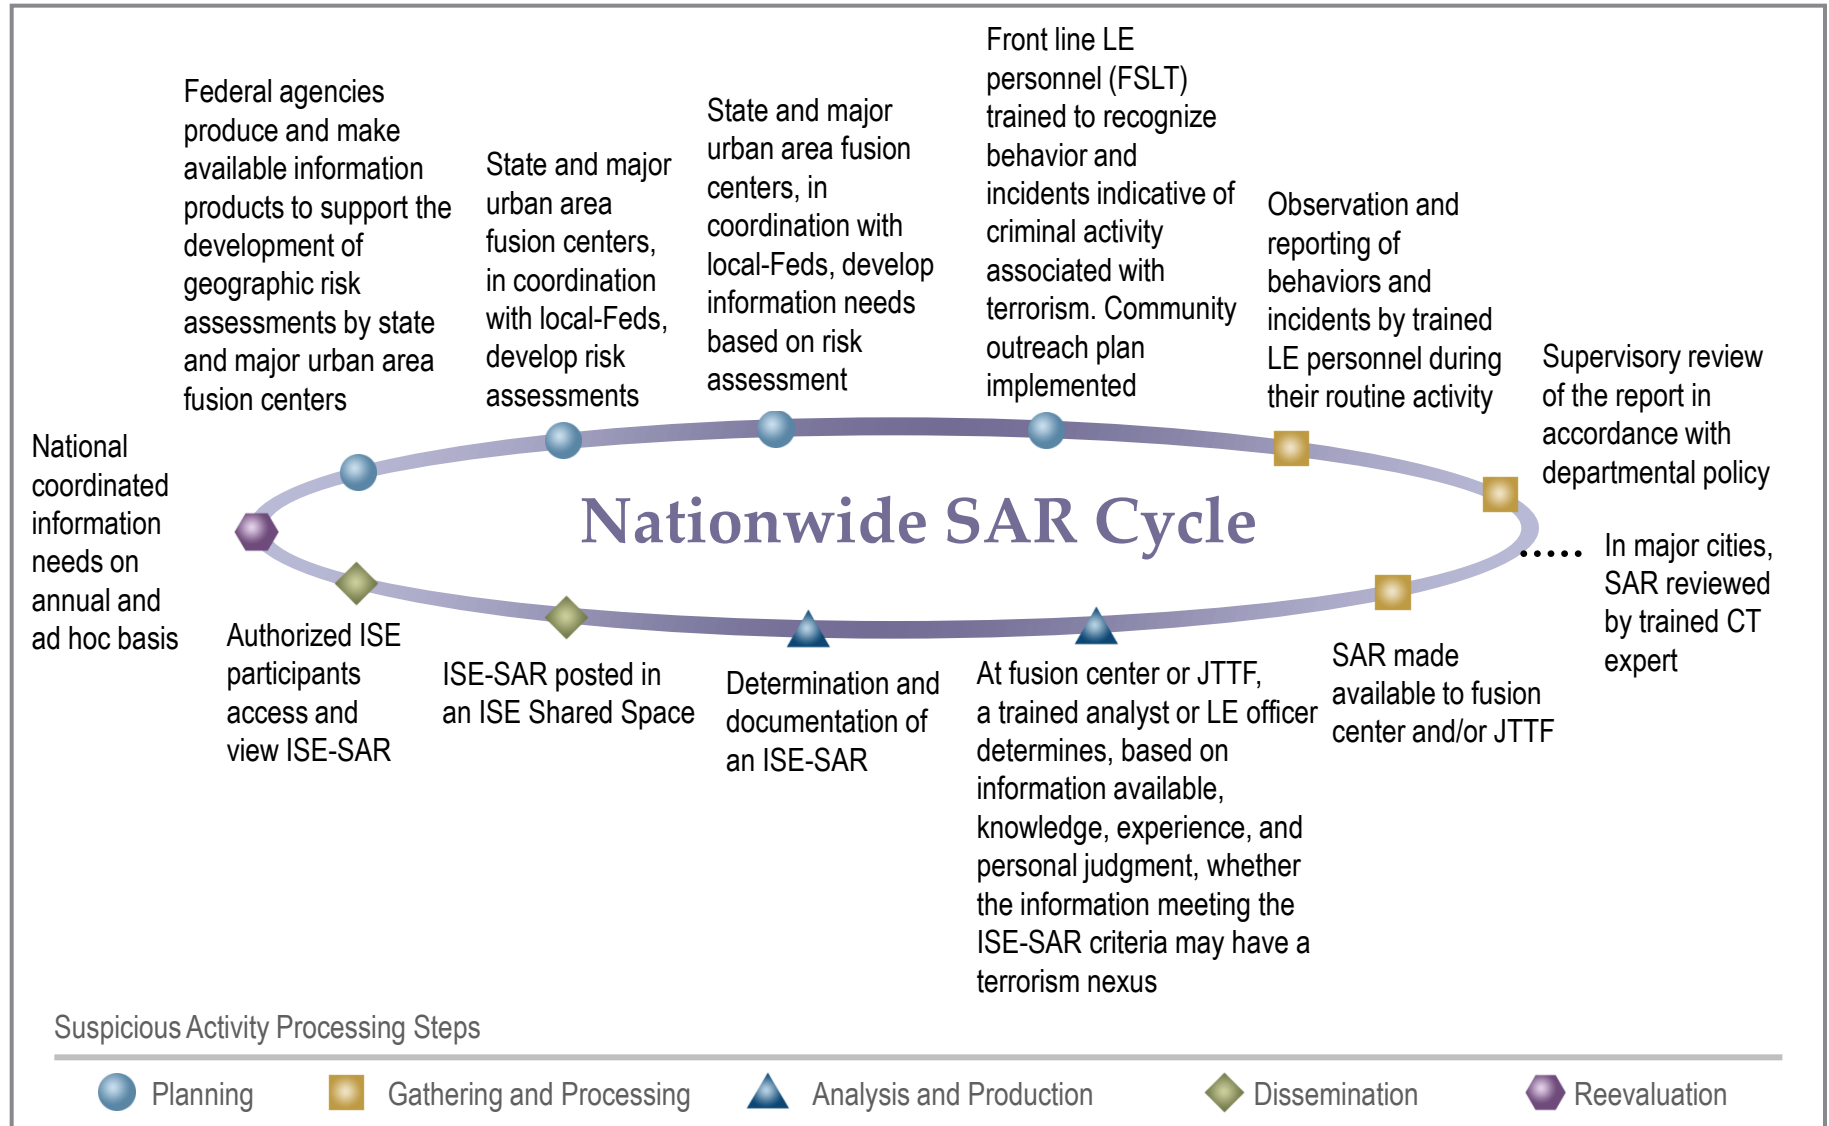 Federal agencies
produce and make
available information
products to support the
development of
geographic risk
assessments by state
and major urban area
fusion centers
State and major
urban area
fusion centers,
in coordination
with local-Feds,
develop risk
assessments
State and major
urban area fusion
centers, in
coordination with
local-Feds, develop
information needs
based on risk
assessment
Front line LE
personnel (FSLT)
trained to recognize
behavior and
incidents indicative of
criminal activity
associated with
terrorism. Community
outreach plan
implemented
Observation and
reporting of
behaviors and
incidents by trained
LE personnel during
their routine activity
Supervisory review
of the report in
accordance with
departmental policy
In major cities,
SAR reviewed
by trained CT
expert
SAR made
available to fusion
center and/or JTTF
At fusion center or JTTF,
a trained analyst or LE officer
determines, based on
information available,
knowledge, experience, and
personal judgment, whether
the information meeting the
ISE-SAR criteria may have a
terrorism nexus
Determination and
documentation of
an ISE-SAR
ISE-SAR posted in
an ISE Shared Space
Authorized ISE
participants
access and
view ISE-SAR
National
coordinated
information
needs on
annual and
ad hoc basis
Nationwide SAR Cycle
Suspicious Activity Processing Steps
Planning
Gathering and Processing
Analysis and Production
Dissemination
Reevaluation